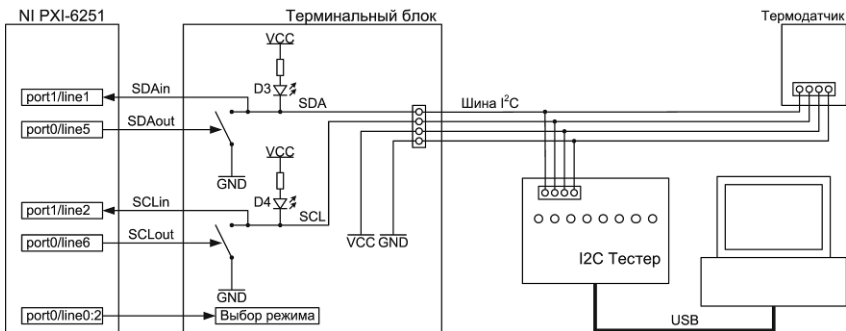 NI PXI-6251
Терминальный блок
Термодатчик
VCC
D3
SDAin
SDA
Шина I²C
port1/line1
SDAout
port0/line5
VCC
GND
SCLin
D4
SCL
port1/line2
SCLout
port0/line6
VCC GND
I2C Тестер
GND
port0/line0:2
Выбор режима
USB